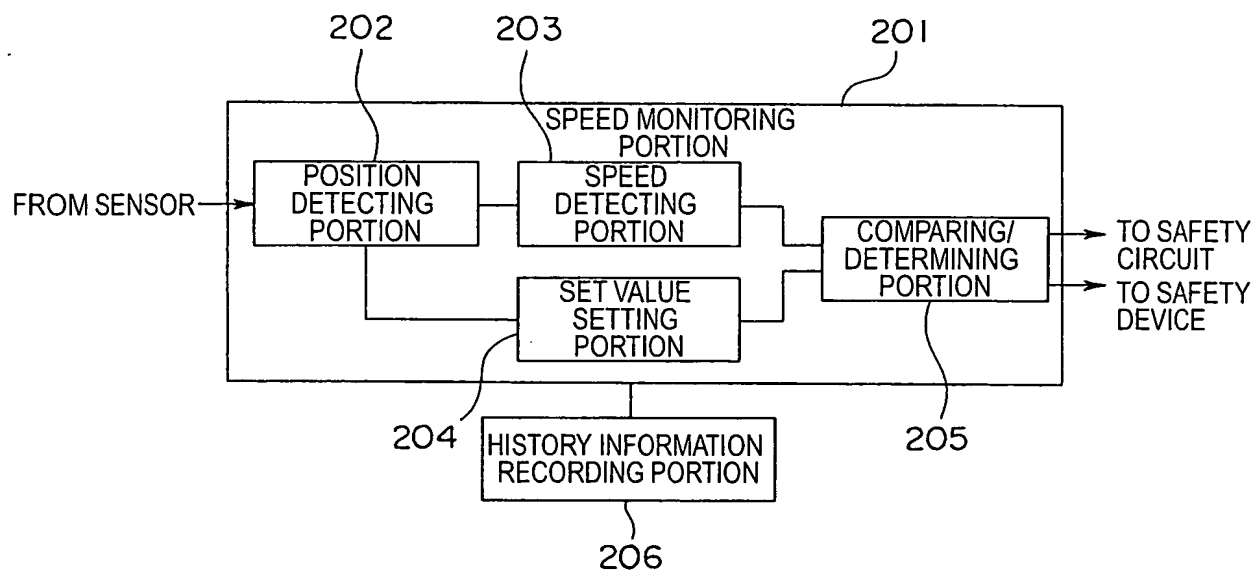 202
203
201
SPEED MONITORING
PORTION
POSITION
DETECTING
PORTION
SPEED
DETECTING
PORTION
FROM SENSOR
COMPARING/
DETERMINING
PORTION
TO SAFETY
CIRCUIT
TO SAFETY
DEVICE
SET VALUE
SETTING
PORTION
204
205
HISTORY INFORMATION
RECORDING PORTION
206